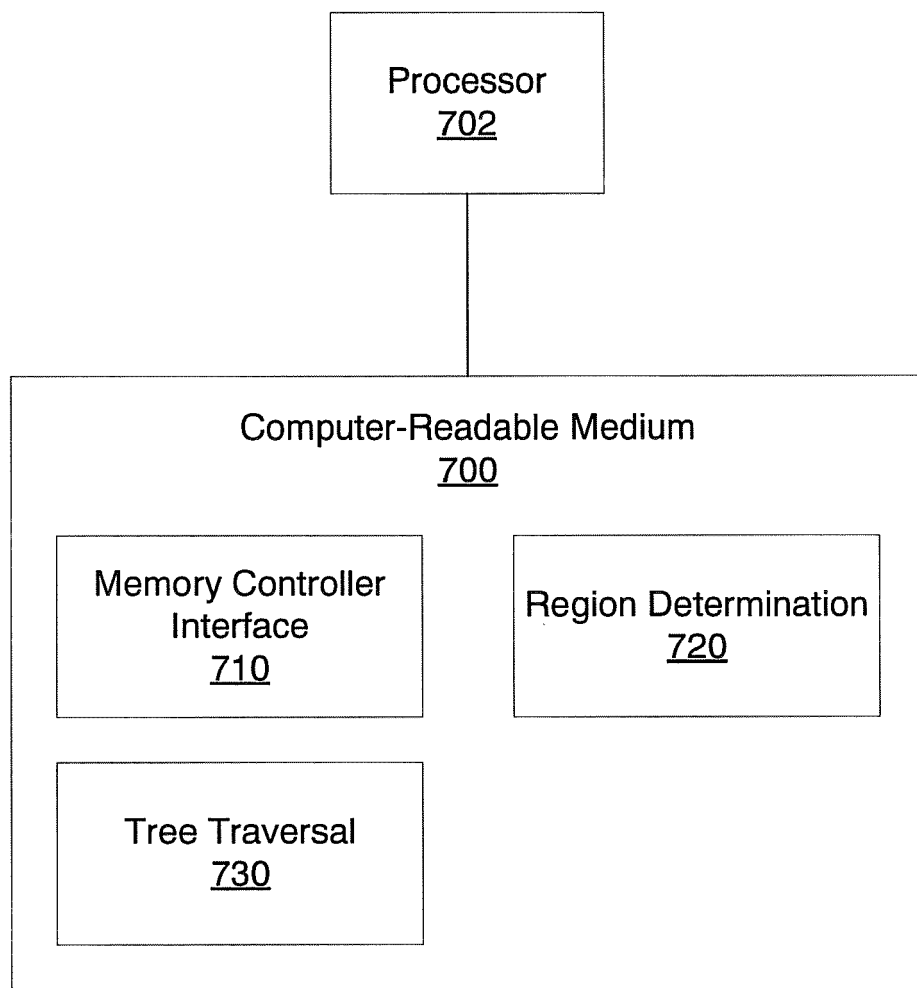 Processor
702
Computer-Readable Medium
700
Memory Controller
Interface
710
Region Determination
720
Tree Traversal
730